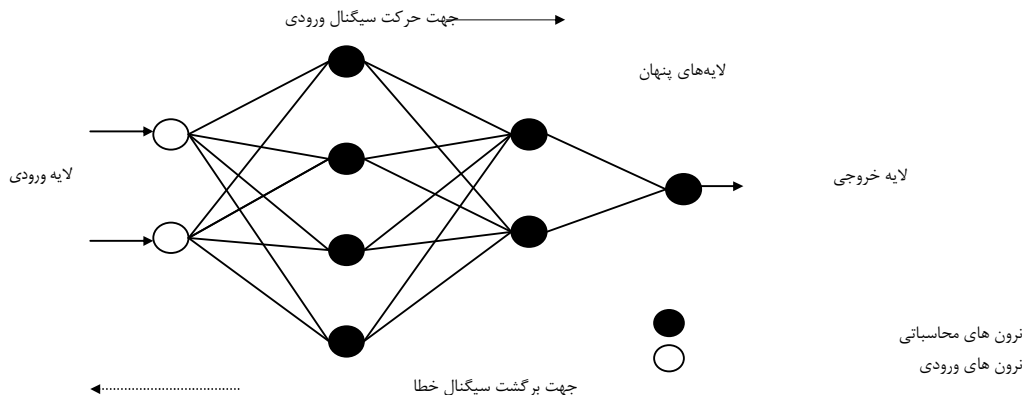 جهت حرکت سیگنال ورودی
لایه‌های پنهان
لایه ورودی
لایه خروجی
نرون های محاسباتی
نرون های ورودی
جهت برگشت سیگنال خطا